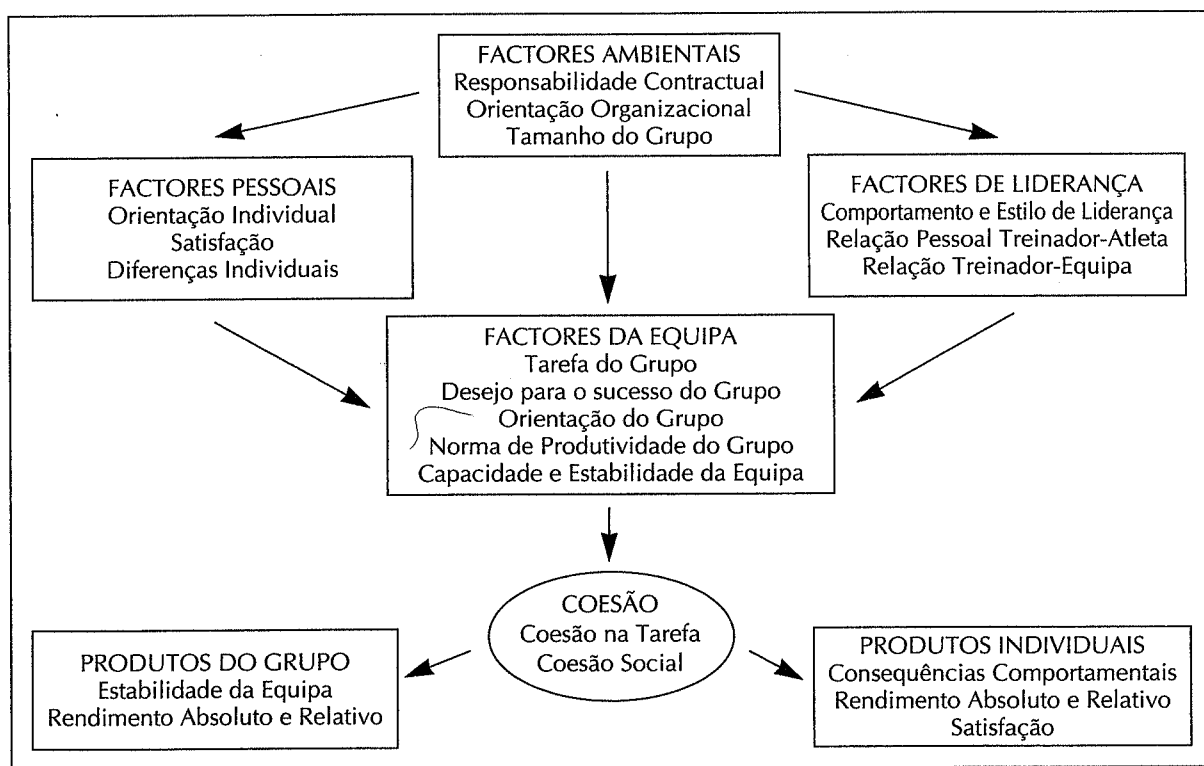 FACTORES AMBIENTAIS
Responsabilidade Contractual
Orientação Organizacional
Tamanho do Grupo
FACTORES PESSOAIS
Orientação Individual
Satisfação
Diferenças Individuais
FACTORES DE LIDERANÇA
Comportamento e Estilo de Liderança
Relação Pessoal Treinador-Atleta
Relação Treinador-Equipa
FACTORES DA EQUIPA
Tarefa do Grupo
Desejo para o sucesso do Grupo
Orientação do Grupo
Norma de Produtividade do Grupo
Capacidade e Estabilidade da Equipa
COESÃO
Coesão na Tarefa
Coesão Social
PRODUTOS DO GRUPO
Estabilidade da Equipa
Rendimento Absoluto e Relativo
PRODUTOS INDIVIDUAIS
Consequências Comportamentais
Rendimento Absoluto e Relativo
Satisfação